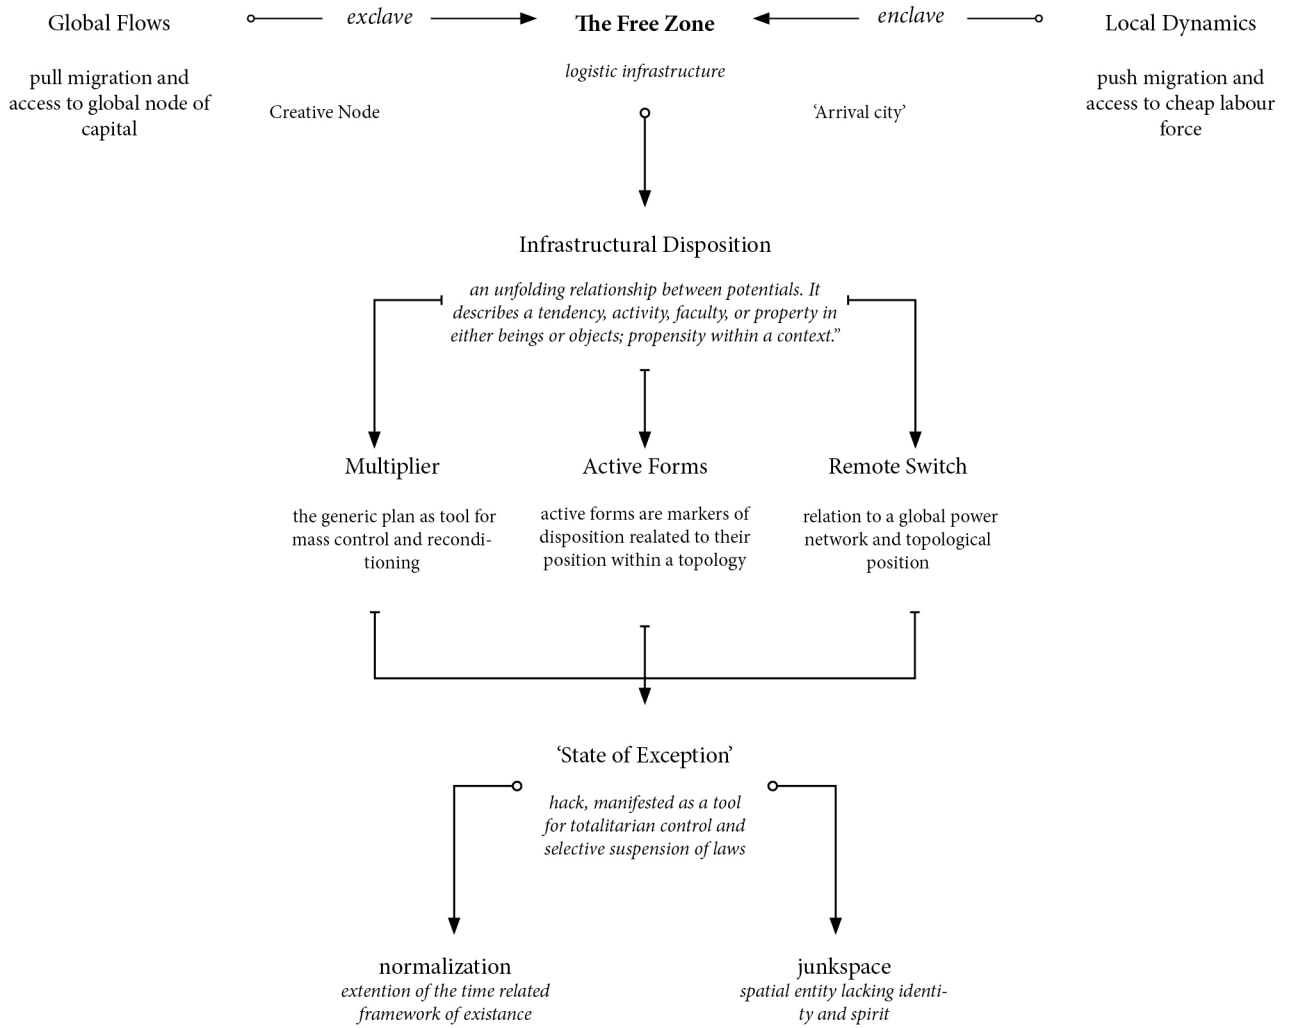 Global Flows
exclave
The Free Zone
enclave
Local Dynamics
logistic infrastructure
pull migration and
access to global node of
capital
Creative Node
‘Arrival city’
push migration and
access to cheap labour
force
Infrastructural Disposition
an unfolding relationship between potentials. It
describes a tendency, activity, faculty, or property in
either beings or objects; propensity within a context.”
Multiplier
the generic plan as tool for
mass control and recondi-
tioning
Active Forms
active forms are markers of
disposition realated to their
position within a topology
Remote Switch
relation to a global power
network and topological
position
‘State of Exception’
hack, manifested as a tool
for totalitarian control and
selective suspension of laws
normalization
extention of the time related
framework of existance
junkspace
spatial entity lacking identi-
ty and spirit